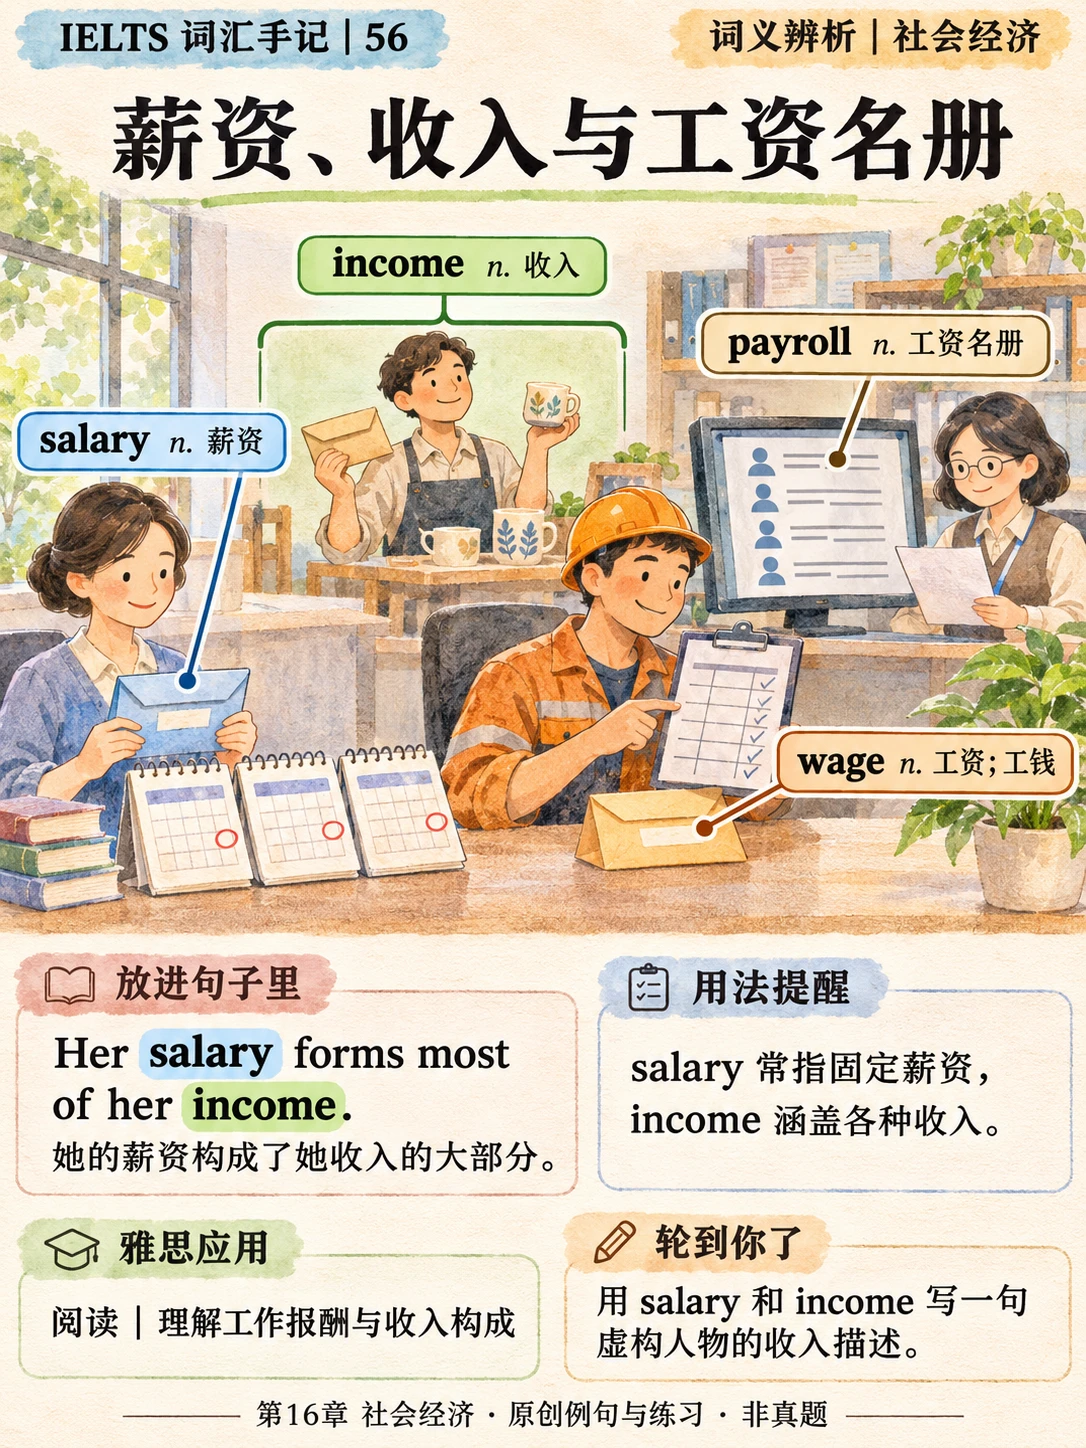 IELTS 词汇手记 | 56
词义辨析 | 社会经济
薪资、收入与工资名册
income n. 收入
payroll n. 工资名册
salary n. 薪资
wage n. 工资；工钱
放进句子里
Her salary forms most
of her income.
她的薪资构成了她收入的大部分。
用法提醒
salary 常指固定薪资，
income 涵盖各种收入。
雅思应用
阅读 | 理解工作报酬与收入构成
轮到你了
用 salary 和 income 写一句
虚构人物的收入描述。
第16章 社会经济 · 原创例句与练习 · 非真题